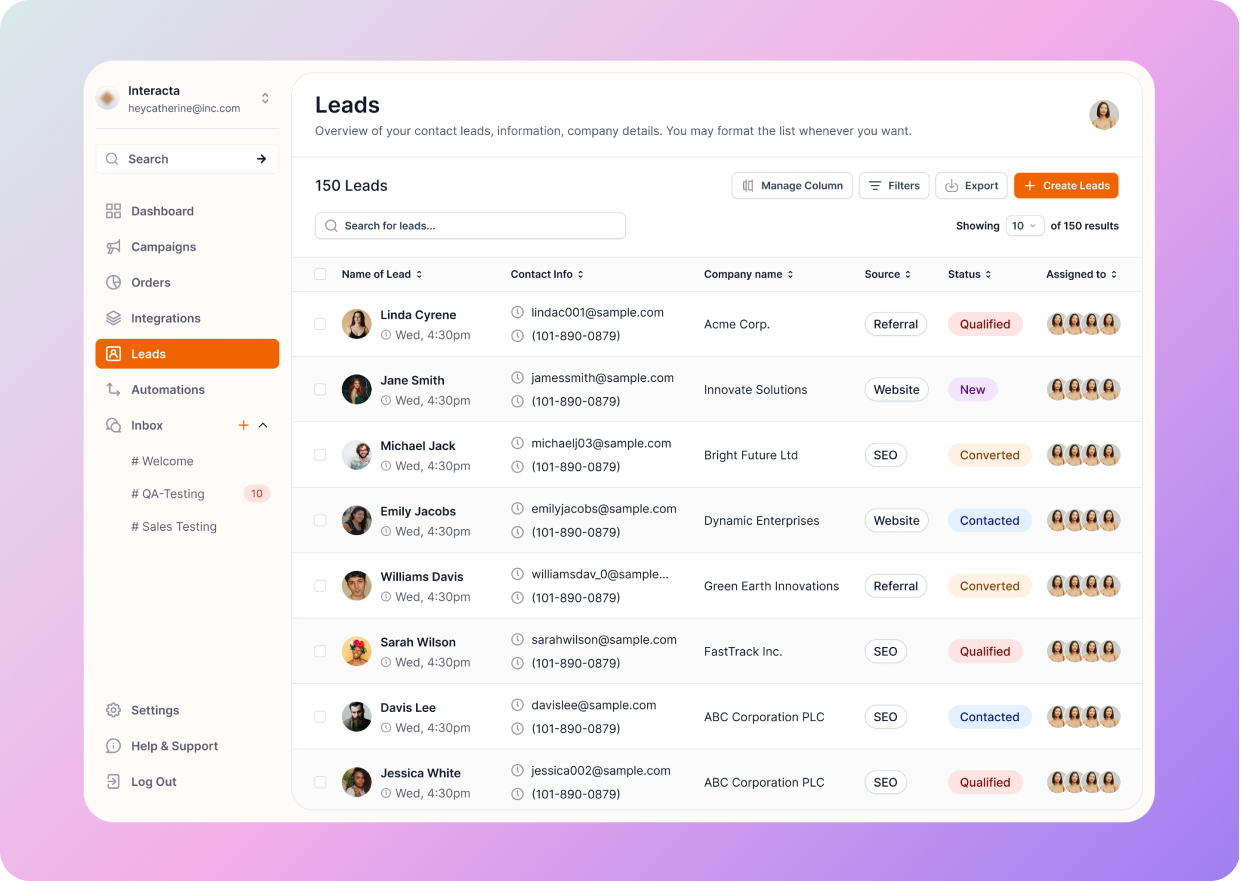 Interacta
heycatherine@inc.com
Search
Dashboard
Campaigns
Orders
Integrations
Leads
Automations
Inbox
# Welcome
# QA-Testing 10
# Sales Testing
Settings
Help & Support
Log Out
Leads
Overview of your contact leads, information, company details. You may format the list whenever you want.
150 Leads Manage Column Filters Export Create Leads
Search for leads... Showing 10 of 150 results
Name of Lead Contact Info Company name Source Status Assigned to
Linda Cyrene lindac001@sample.com
Acme Corp. Referral Qualified
Wed, 4:30pm (101-890-0879)
Jane Smith jamessmith@sample.com
Innovate Solutions Website New
Wed, 4:30pm (101-890-0879)
Michael Jack michaelj03@sample.com
Bright Future Ltd SEO Converted
Wed, 4:30pm (101-890-0879)
Emily Jacobs emilyjacobs@sample.com
Dynamic Enterprises Website Contacted
Wed, 4:30pm (101-890-0879)
Williams Davis williamsdav_0@sample...
Green Earth Innovations Referral Converted
Wed, 4:30pm (101-890-0879)
Sarah Wilson sarahwilson@sample.com
FastTrack Inc. SEO Qualified
Wed, 4:30pm (101-890-0879)
Davis Lee davislee@sample.com
ABC Corporation PLC SEO Contacted
Wed, 4:30pm (101-890-0879)
Jessica White jessica002@sample.com
ABC Corporation PLC SEO Qualified
Wed, 4:30pm (101-890-0879)